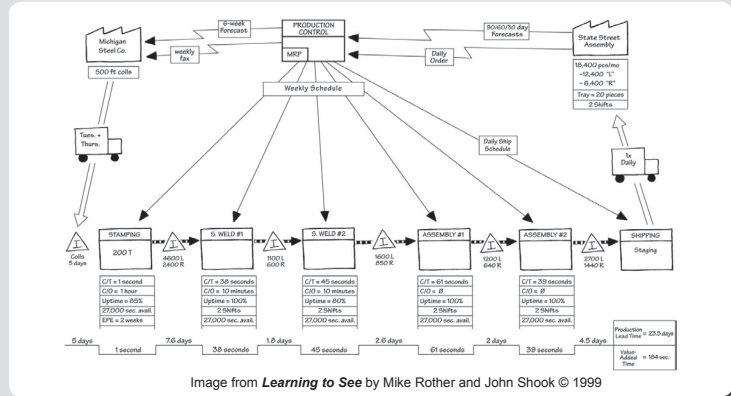 6-week
Forecast
PRODUCTION
CONTROL
MRP
90/60/30 day
Forecasts
Michigan
Steel Co.
weekly
fax
Daily
Order
State Street
Assembly
500 ft coils
18,400 pcs/mo
-12,400 "L"
- 6,400 "R"
Tray = 20 pieces
2 Shifts
Weekly Schedule
Tues. +
Thurs.
Daily Ship
Schedule
1x
Daily
I
Coils
5 days
STAMPING
200 T
I
4600 L
2400 R
S. WELD #1
I
1100 L
600 R
S. WELD #2
I
1600 L
850 R
ASSEMBLY #1
I
1200 L
640 R
ASSEMBLY #2
I
2700 L
1440 R
SHIPPING
Staging
C/T = 1 second
C/O = 1 hour
Uptime = 85%
27,000 sec. avail.
EPE = 2 weeks
C/T = 38 seconds
C/O = 10 minutes
Uptime = 100%
2 Shifts
27,000 sec. avail.
C/T = 45 seconds
C/O = 10 minutes
Uptime = 80%
2 Shifts
27,000 sec. avail.
C/T = 61 seconds
C/O = Ø
Uptime = 100%
2 Shifts
27,000 sec. avail.
C/T = 39 seconds
C/O = Ø
Uptime = 100%
2 Shifts
27,000 sec. avail.
5 days
1 second
7.6 days
38 seconds
1.8 days
45 seconds
2.6 days
61 seconds
2 days
39 seconds
4.5 days
Production
Lead Time = 23.5 days
Value-
Added = 184 sec.
Time
Image from Learning to See by Mike Rother and John Shook © 1999